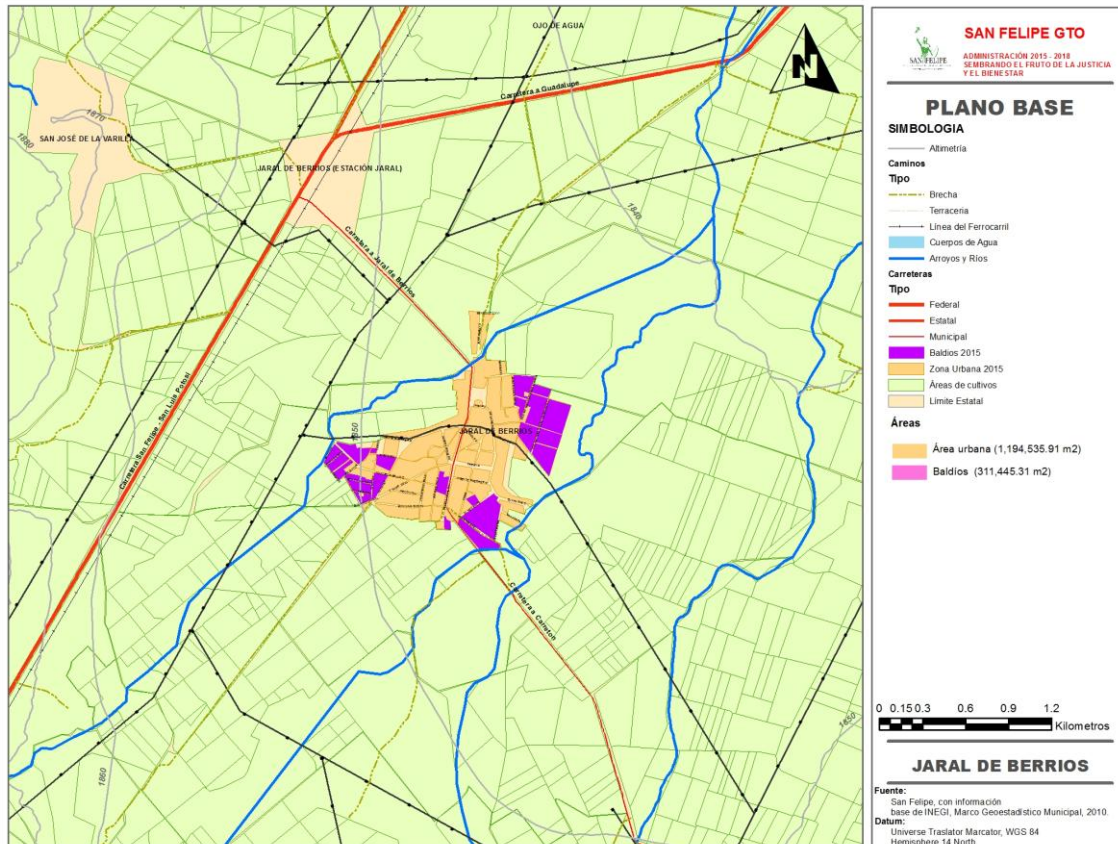 OJO DE AGUA
Carretera a Guadalupe
N
1870
SAN JOSÉ DE LA VARILLA
1880
JARAL DE BERRIOS (ESTACIÓN JARAL)
1840
Carretera a Jaral de Berrios
Carretera San Felipe - San Luis Potosi
1850
JARAL DE BERRIOS
Carretera a Carreton
1850
1860
SAN FELIPE
SAN FELIPE GTO
ADMINISTRACIÓN 2015 - 2018
SEMBRANDO EL FRUTO DE LA JUSTICIA
Y EL BIENESTAR
PLANO BASE
SIMBOLOGIA
Altimetría
Caminos
Tipo
Brecha
Terraceria
Línea del Ferrocarril
Cuerpos de Agua
Arroyos y Ríos
Carreteras
Tipo
Federal
Estatal
Municipal
Baldios 2015
Zona Urbana 2015
Áreas de cultivos
Límite Estatal
Áreas
Área urbana (1,194,535.91 m2)
Baldíos (311,445.31 m2)
0 0.15 0.3 0.6 0.9 1.2
Kilometros
JARAL DE BERRIOS
Fuente:
San Felipe, con información
base de INEGI, Marco Geoestadístico Municipal, 2010.
Datum:
Universe Traslator Marcator, WGS 84
Hemisphere 14 North